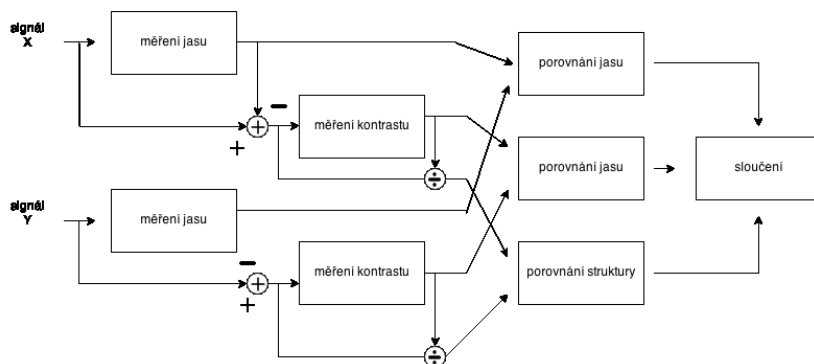 signál
X
měření jasu
porovnání jasu
−
+
+
měření kontrastu
÷
porovnání jasu
sloučení
signál
Y
měření jasu
−
+
+
měření kontrastu
÷
porovnání struktury